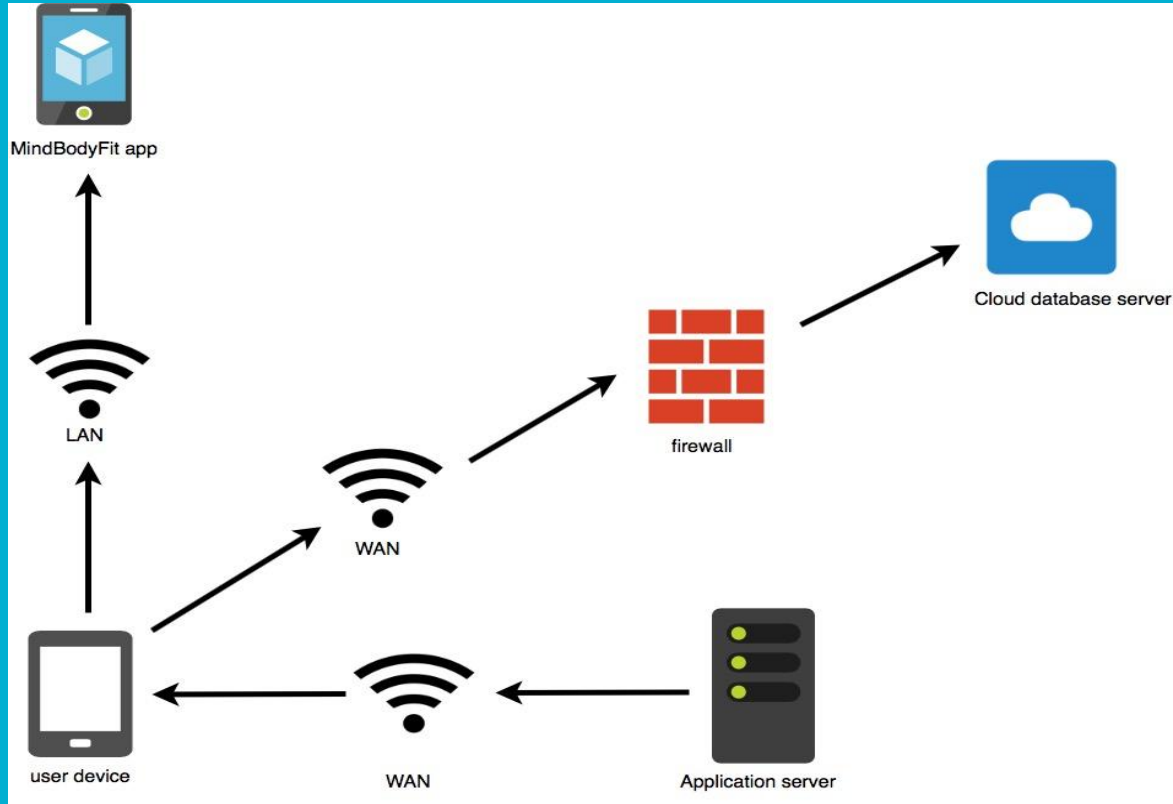 MindBodyFit app
Cloud database server
LAN
firewall
WAN
user device
WAN
Application server